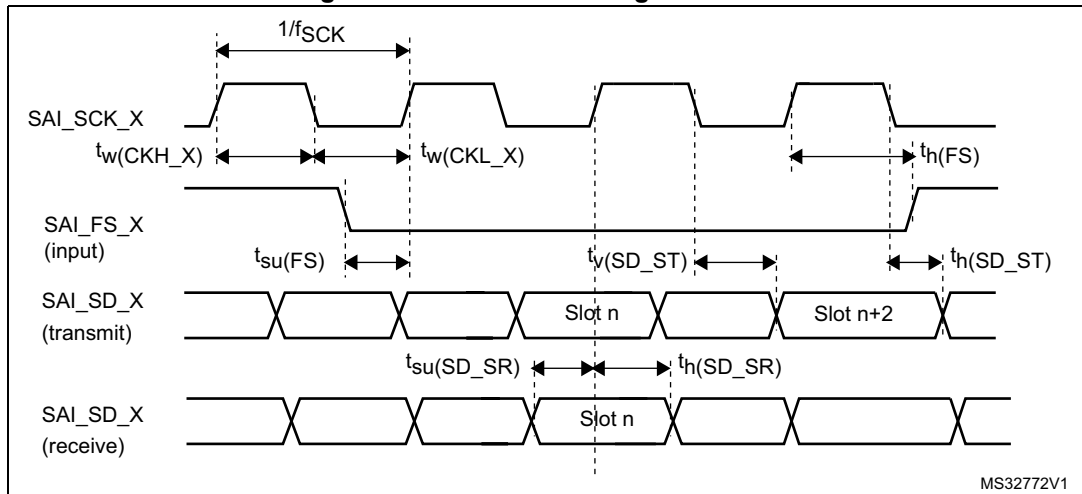 1/fSCK
SAI_SCK_X
tw(CKH_X)
tw(CKL_X)
th(FS)
SAI_FS_X
(input)
tsu(FS)
tv(SD_ST)
th(SD_ST)
SAI_SD_X
(transmit)
Slot n
Slot n+2
tsu(SD_SR)
th(SD_SR)
SAI_SD_X
(receive)
Slot n
MS32772V1